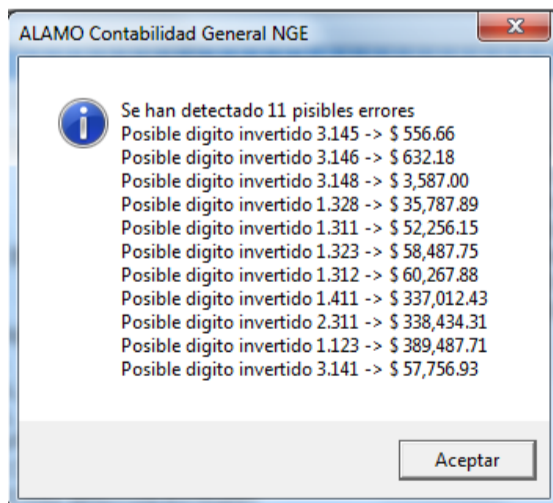 ALAMO Contabilidad General NGE
Se han detectado 11 pisibles errores
Posible digito invertido 3.145 -> $ 556.66
Posible digito invertido 3.146 -> $ 632.18
Posible digito invertido 3.148 -> $ 3,587.00
Posible digito invertido 1.328 -> $ 35,787.89
Posible digito invertido 1.311 -> $ 52,256.15
Posible digito invertido 1.323 -> $ 58,487.75
Posible digito invertido 1.312 -> $ 60,267.88
Posible digito invertido 1.411 -> $ 337,012.43
Posible digito invertido 2.311 -> $ 338,434.31
Posible digito invertido 1.123 -> $ 389,487.71
Posible digito invertido 3.141 -> $ 57,756.93
Aceptar